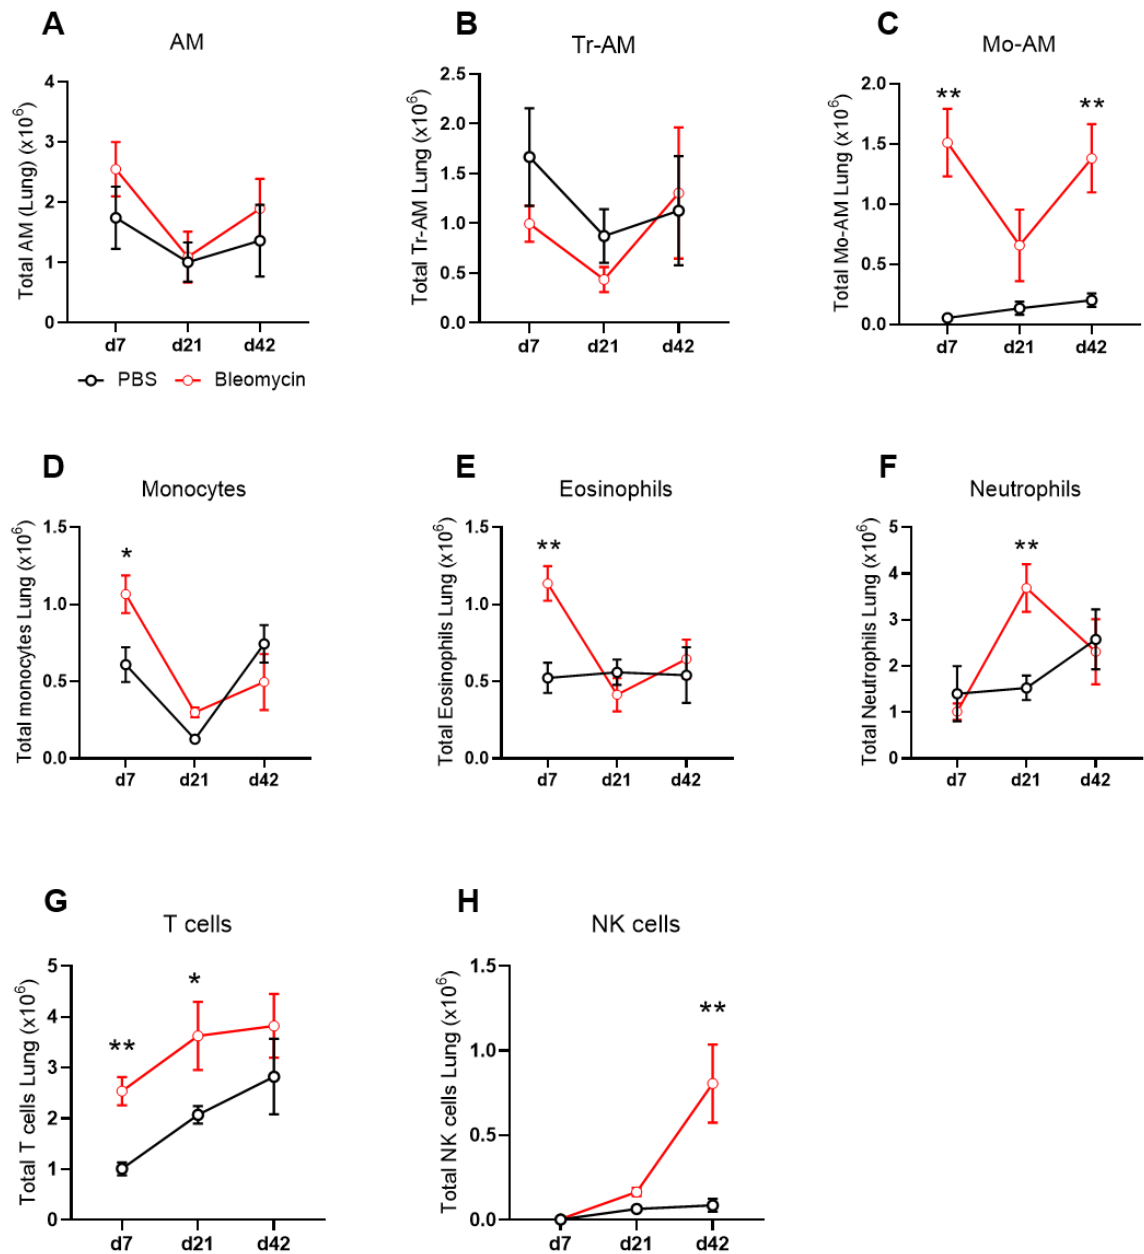 A
AM
Total AM (Lung) (x10⁶)
4
3
2
1
0
d7 d21 d42
PBS Bleomycin
B
Tr-AM
Total Tr-AM Lung (x10⁶)
2.5
2.0
1.5
1.0
0.5
0.0
d7 d21 d42
C
Mo-AM
Total Mo-AM Lung (x10⁶)
2.0
1.5
1.0
0.5
0.0
** **
d7 d21 d42
D
Monocytes
Total monocytes Lung (x10⁶)
1.5
1.0
0.5
0.0
*
d7 d21 d42
E
Eosinophils
Total Eosinophils Lung (x10⁶)
1.5
1.0
0.5
0.0
**
d7 d21 d42
F
Neutrophils
Total Neutrophils Lung (x10⁶)
5
4
3
2
1
0
**
d7 d21 d42
G
T cells
Total T cells Lung (x10⁶)
5
4
3
2
1
0
** *
d7 d21 d42
H
NK cells
Total NK cells Lung (x10⁶)
1.5
1.0
0.5
0.0
**
d7 d21 d42